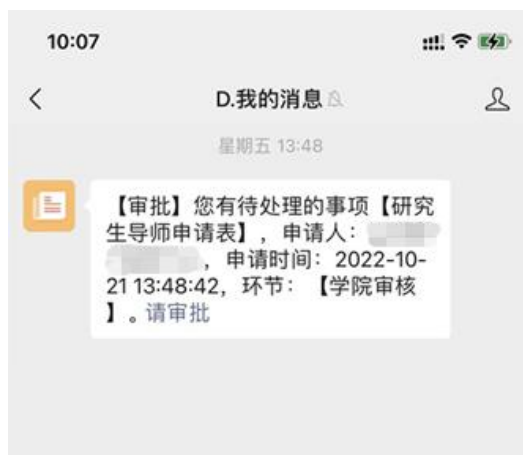 10:07
D.我的消息
星期五 13:48
【审批】您有待处理的事项【研究
生导师申请表】，申请人：
，申请时间：2022-10-
21 13:48:42，环节：【学院审核
】。请审批